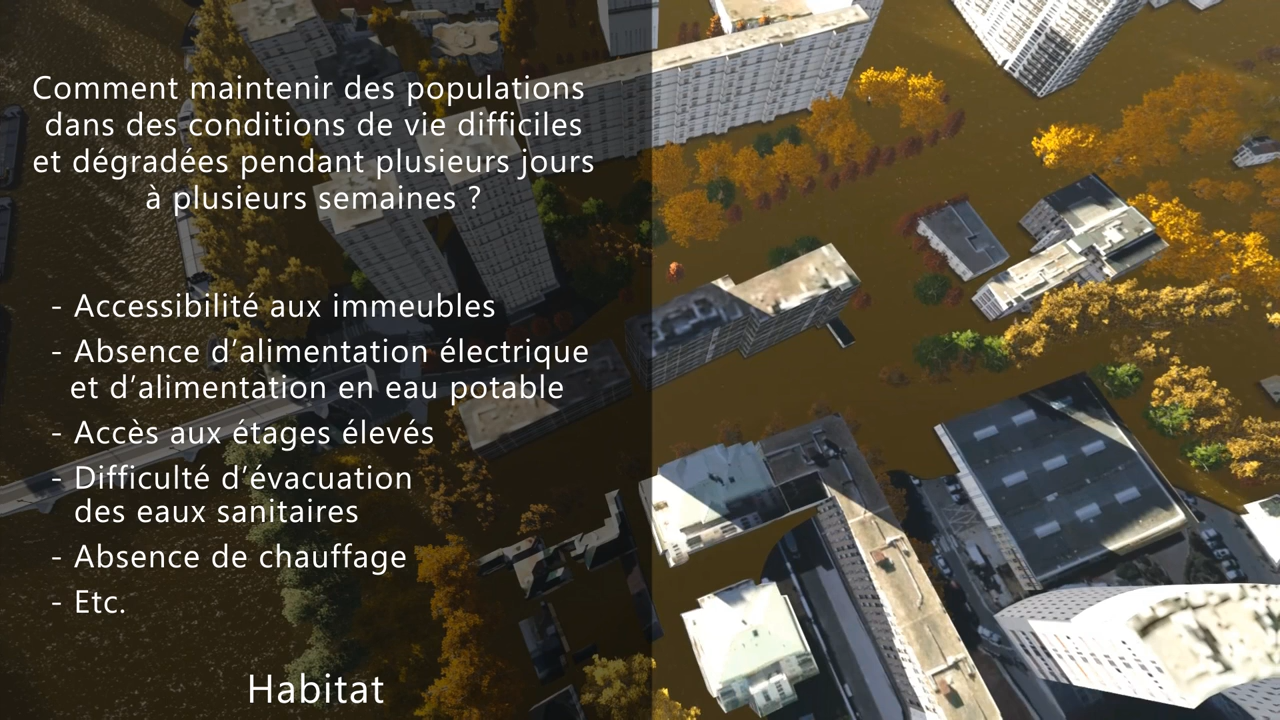 Comment maintenir des populations
dans des conditions de vie difficiles
et dégradées pendant plusieurs jours
à plusieurs semaines ?
- Accessibilité aux immeubles
- Absence d’alimentation électrique
et d’alimentation en eau potable
- Accès aux étages élevés
- Difficulté d’évacuation
des eaux sanitaires
- Absence de chauffage
- Etc.
Habitat